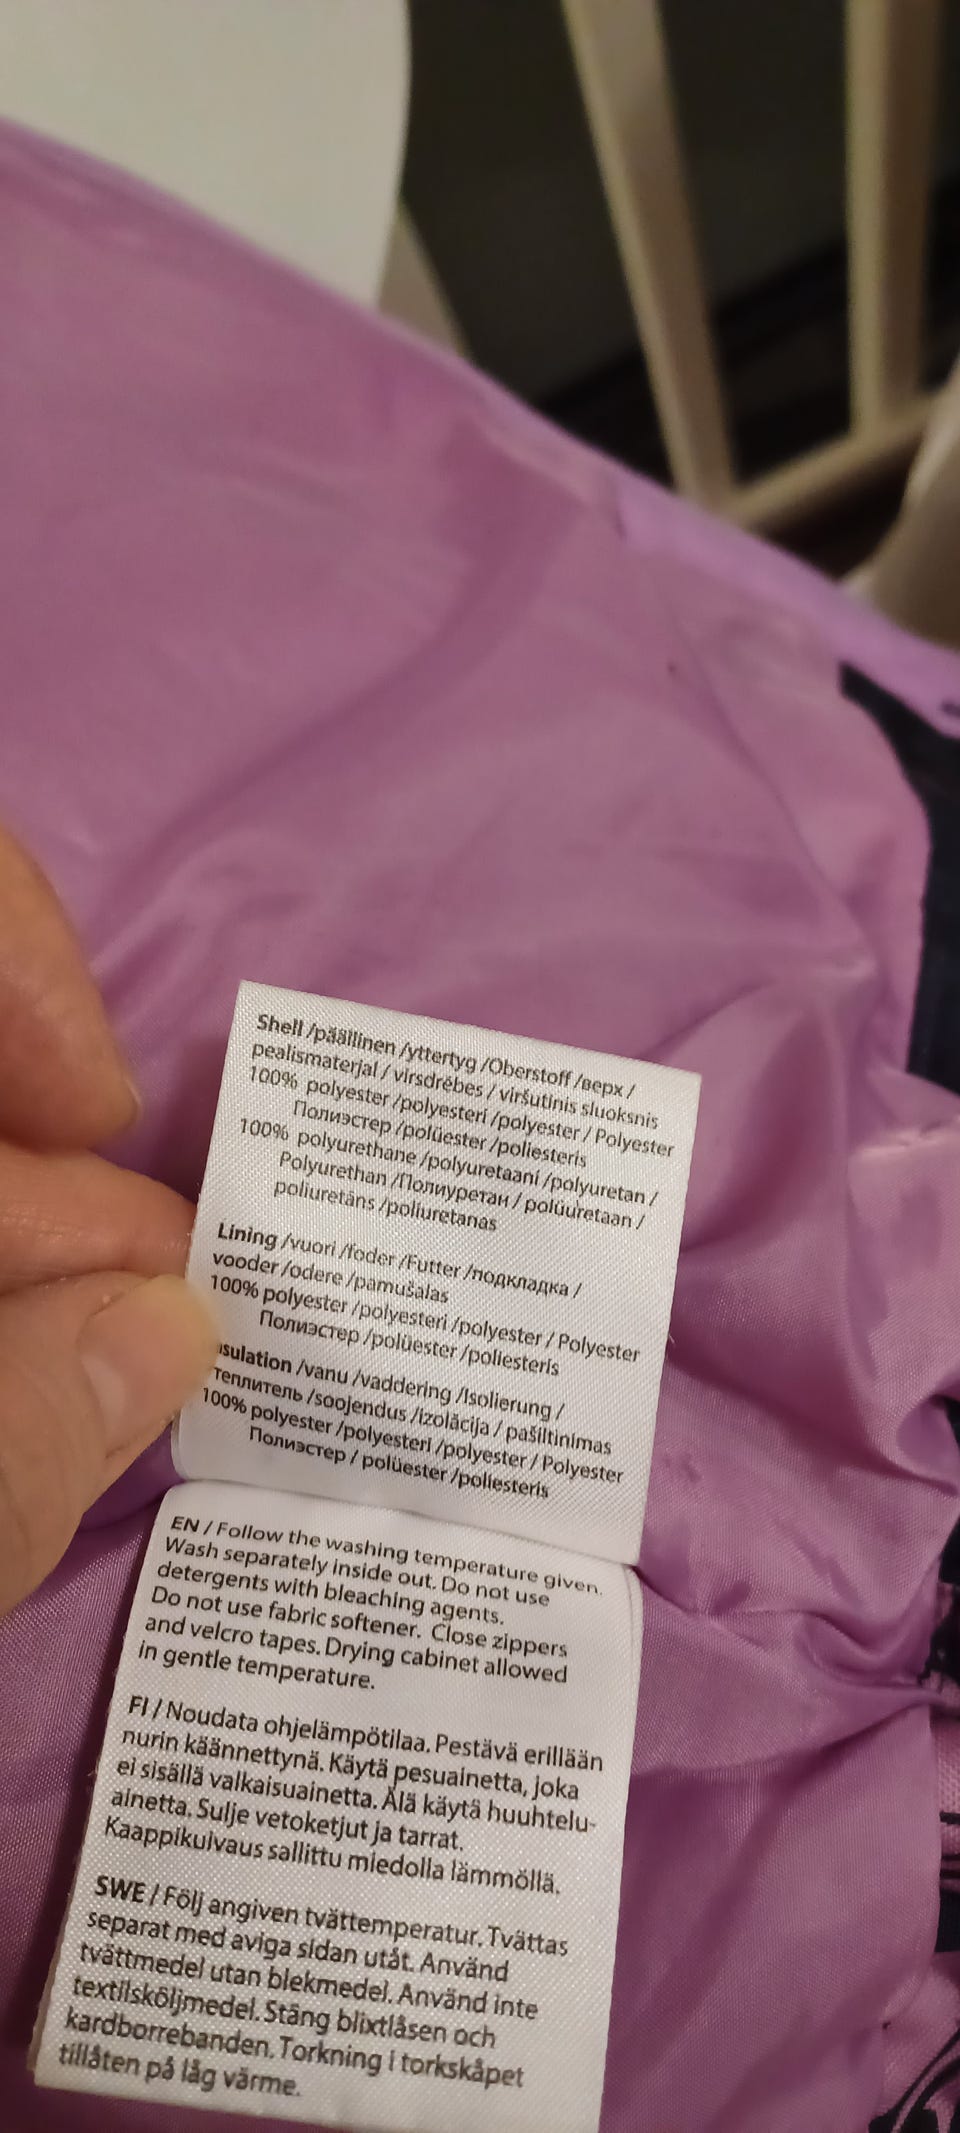 Shell /päällinen /yttertyg /Oberstoff /верх /
pealismaterjal / virsdrēbes / viršutinis sluoksnis
100% polyester /polyesteri /polyester / Polyester
Полиэстер /polüester /poliesteris
100% polyurethane /polyuretaani /polyuretan /
Polyurethan /Полиуретан / polüuretaan /
poliuretāns /poliuretanas
Lining /vuori /foder /Futter /подкладка /
vooder /odere /pamušalas
100% polyester /polyesteri /polyester / Polyester
Полиэстер /polüester /poliesteris
sulation /vanu /vaddering /Isolierung /
теплитель /soojendus /izolācija / pašiltinimas
100% polyester /polyesteri /polyester / Polyester
Полиэстер / polüester /poliesteris
EN / Follow the washing temperature given.
Wash separately inside out. Do not use
detergents with bleaching agents.
Do not use fabric softener. Close zippers
and velcro tapes. Drying cabinet allowed
in gentle temperature.
FI / Noudata ohjelämpötilaa. Pestävä erillään
nurin käännettynä. Käytä pesuainetta, joka
ei sisällä valkaisuainetta. Älä käytä huuhtelu-
ainetta. Sulje vetoketjut ja tarrat.
Kaappikuivaus sallittu miedolla lämmöllä.
SWE / Följ angiven tvättemperatur. Tvättas
separat med aviga sidan utåt. Använd
tvättmedel utan blekmedel. Använd inte
textilsköljmedel. Stäng blixtlåsen och
kardborrebanden. Torkning i torkskåpet
tillåten på låg värme.